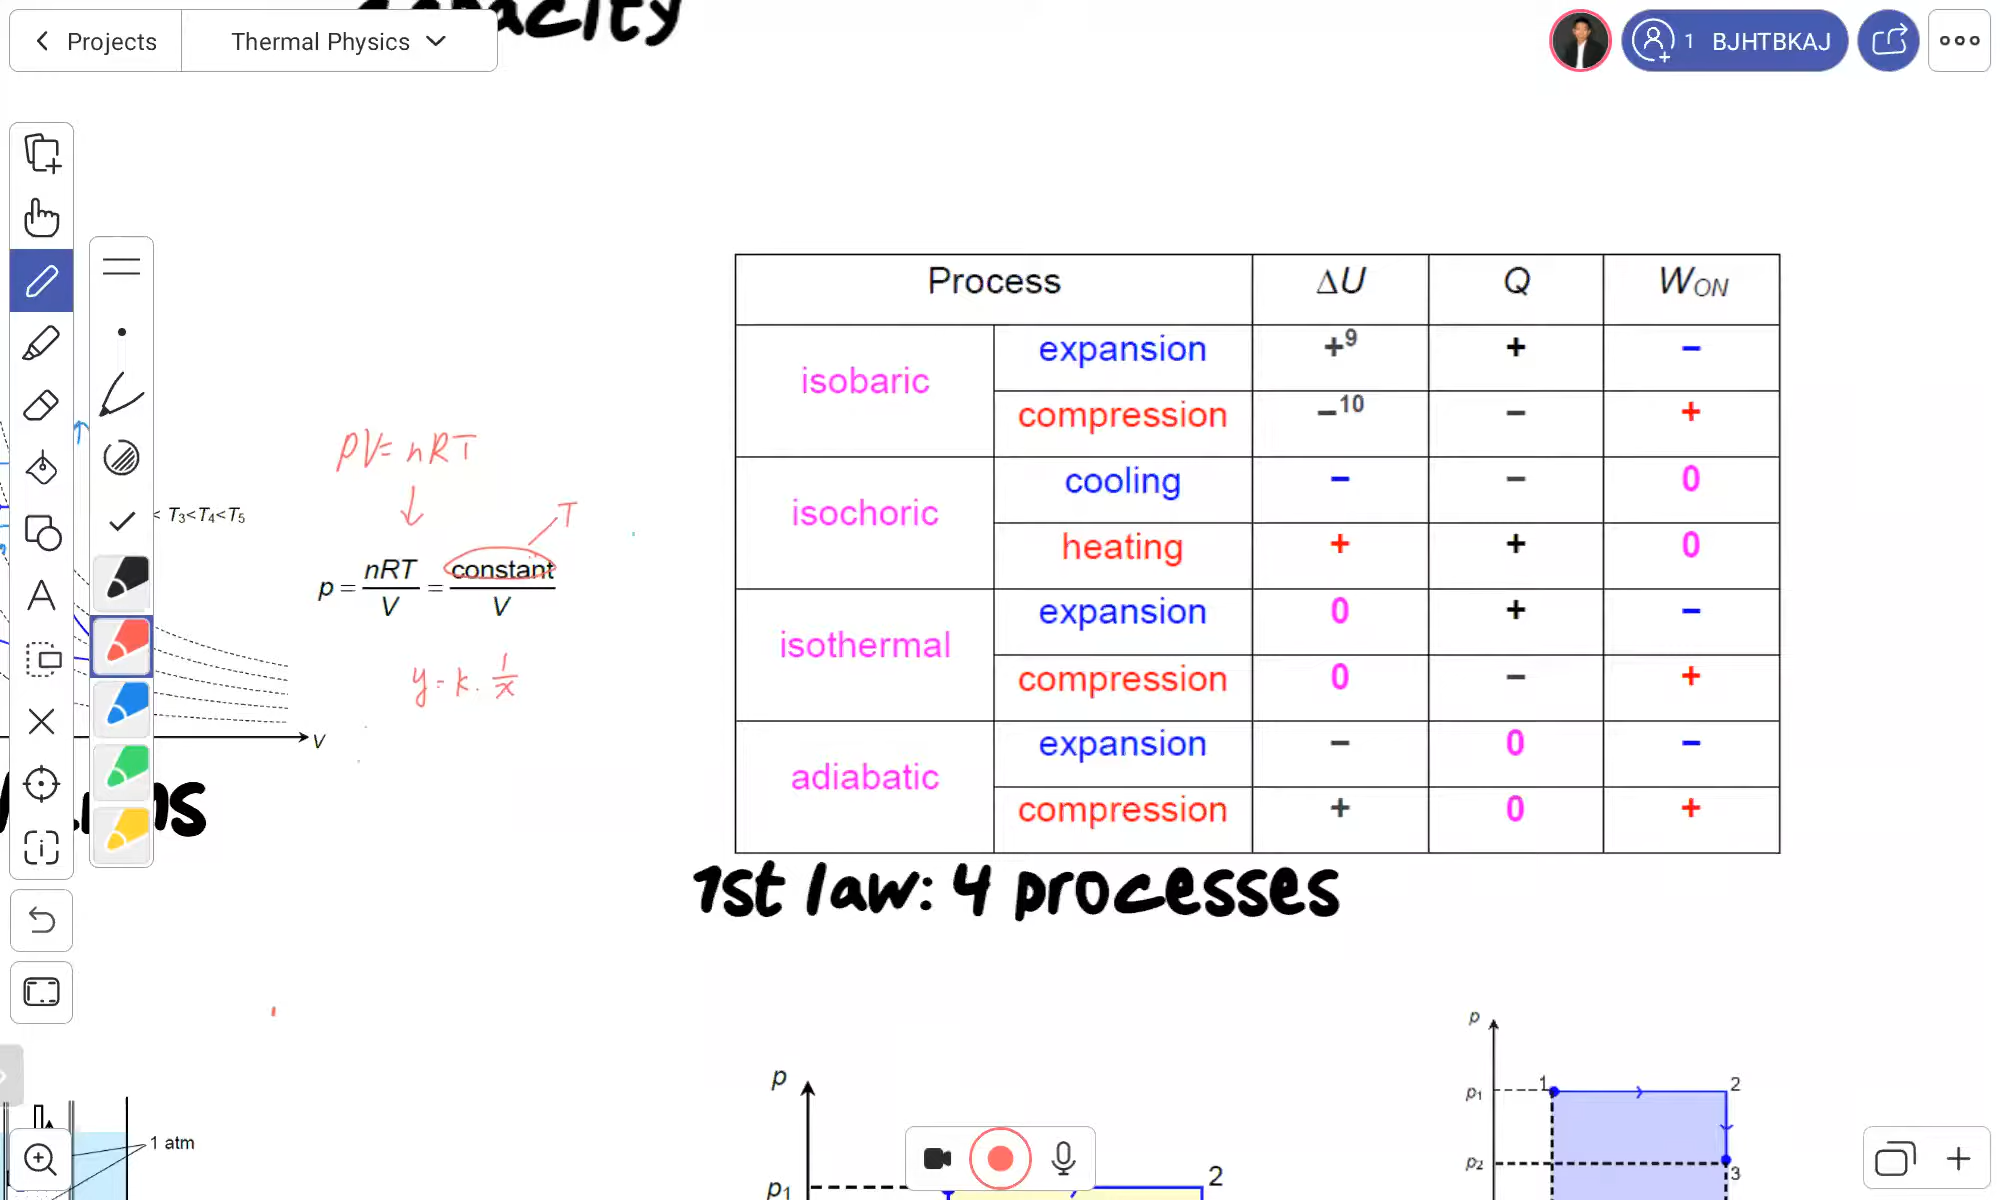 capacity
Projects
Thermal Physics
1 BJHTBKAJ
Process ΔU Q W_ON
isobaric expansion +⁹ + –
compression –¹⁰ – +
isochoric cooling – – 0
heating + + 0
isothermal expansion 0 + –
compression 0 – +
adiabatic expansion – 0 –
compression + 0 +
1st law: 4 processes
PV= nRT
↓
T
< T₃<T₄<T₅
p = nRT/V = constant/V
y = k · 1/x
V
A
1 atm
p
p₁
2
p
p₁
1
2
p₂
3